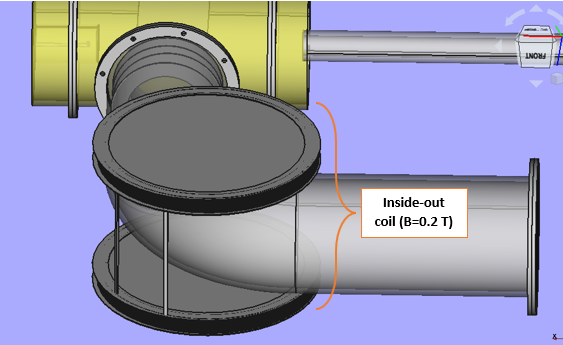 FRONT
Inside-out
coil (B=0.2 T)
x